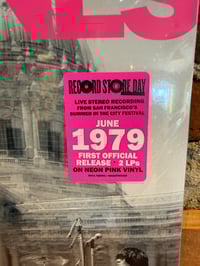 LS
RECORD STORE DAY
LIVE STEREO RECORDING
FROM SAN FRANCISCO'S
SUMMER IN THE CITY FESTIVAL
JUNE
1979
FIRST OFFICIAL
RELEASE · 2 LPs
ON NEON PINK VINYL